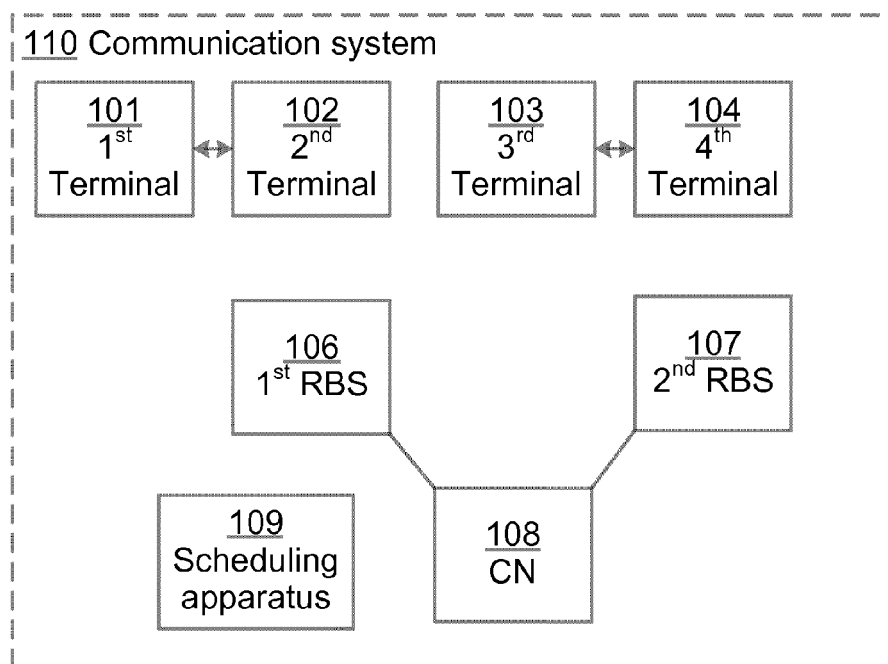 110 Communication system
101
1st
Terminal
102
2nd
Terminal
103
3rd
Terminal
104
4th
Terminal
106
1st RBS
107
2nd RBS
109
Scheduling
apparatus
108
CN